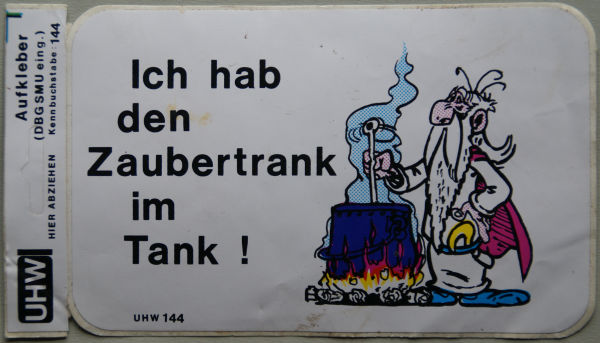 Aufkleber
(DBGSMU eing.)
HIER ABZIEHEN Kennbuchstabe: 144
UHW
Ich hab
den
Zaubertrank
im
Tank !
UHW 144